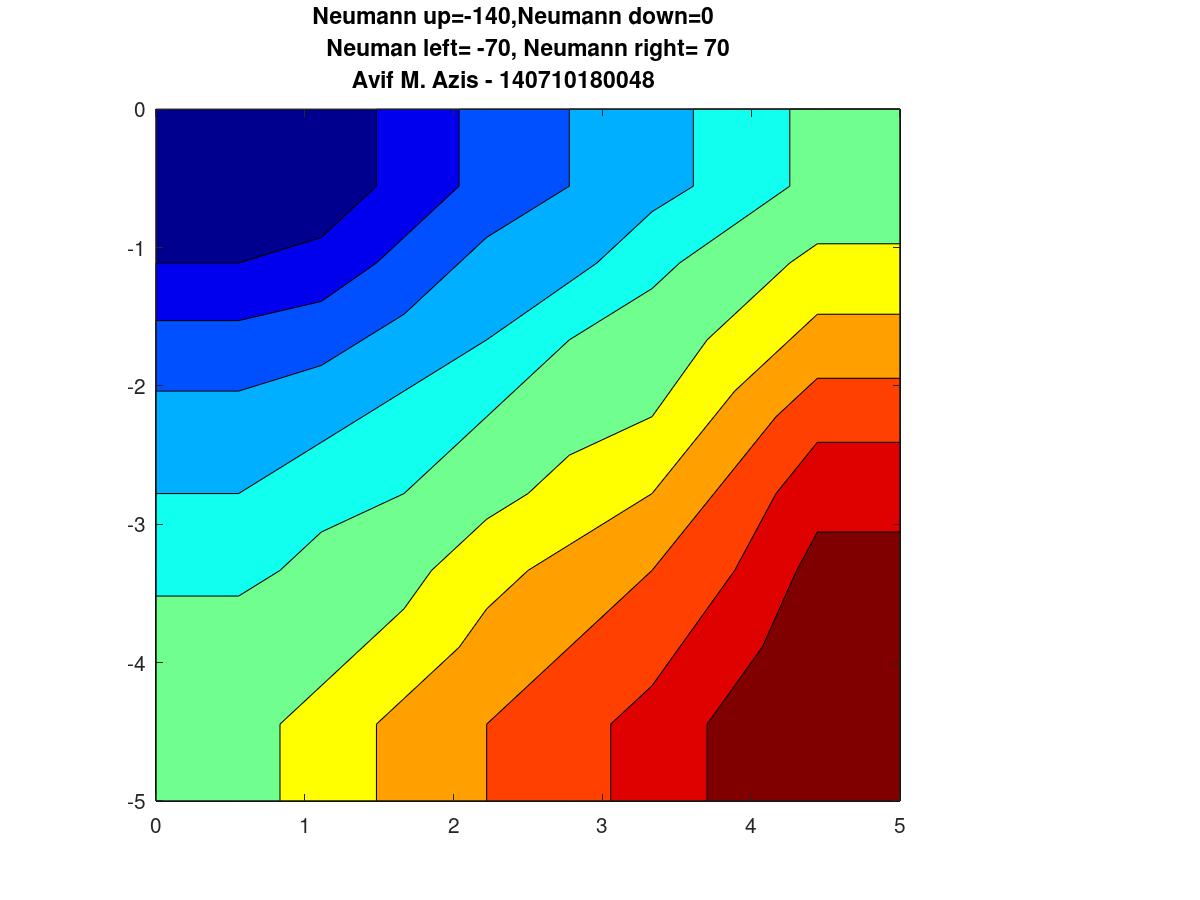 Neumann up=-140,Neumann down=0
Neuman left= -70, Neumann right= 70
Avif M. Azis - 140710180048
0
-1
-2
-3
-4
-5
0 1 2 3 4 5